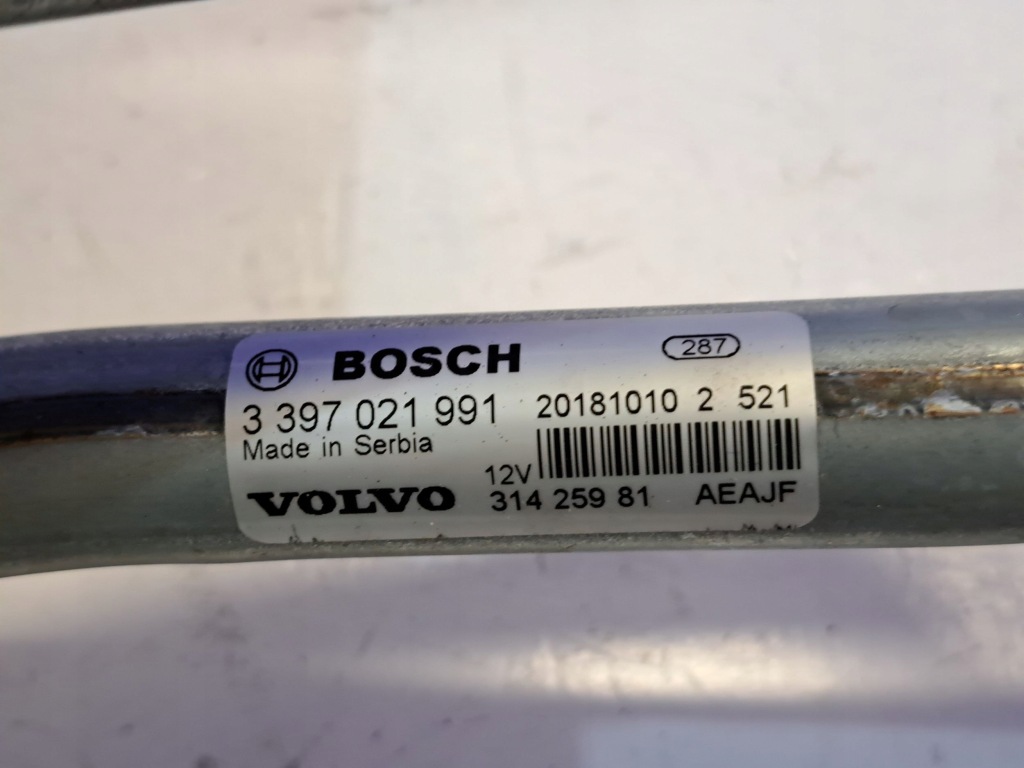 BOSCH 287
3 397 021 991 20181010 2 521
Made in Serbia
12V
VOLVO 314 259 81 AEAJF